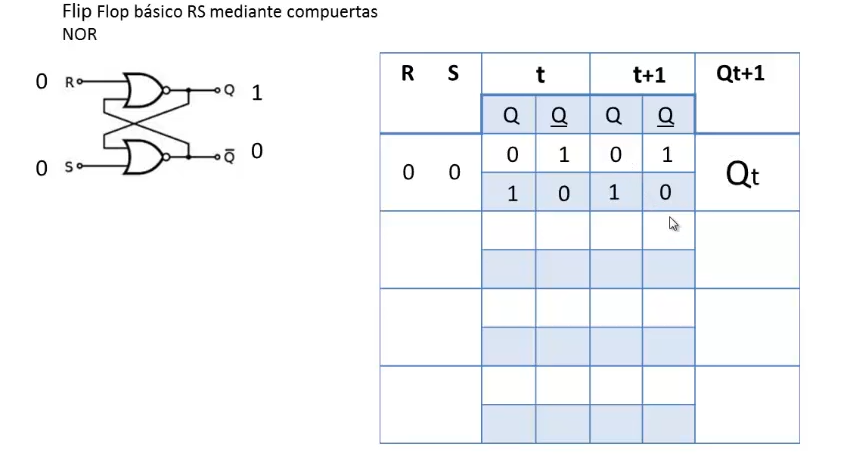 Flip Flop básico RS mediante compuertas
NOR
0 R Q 1
0 S Q̅ 0
R S t t+1 Qt+1
Q Q̲ Q Q̲
0 0 0 1 0 1 Qt
1 0 1 0